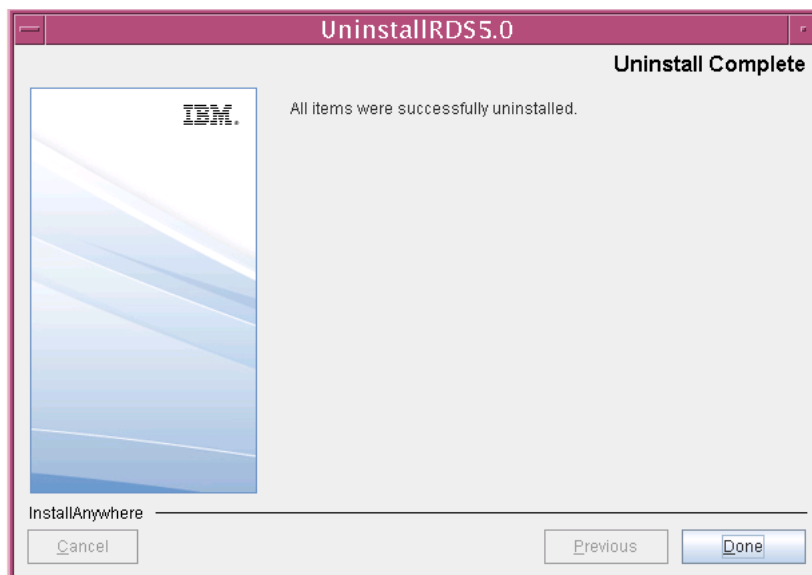 UninstallRDS5.0
Uninstall Complete
IBM.
All items were successfully uninstalled.
InstallAnywhere
Cancel
Previous
Done